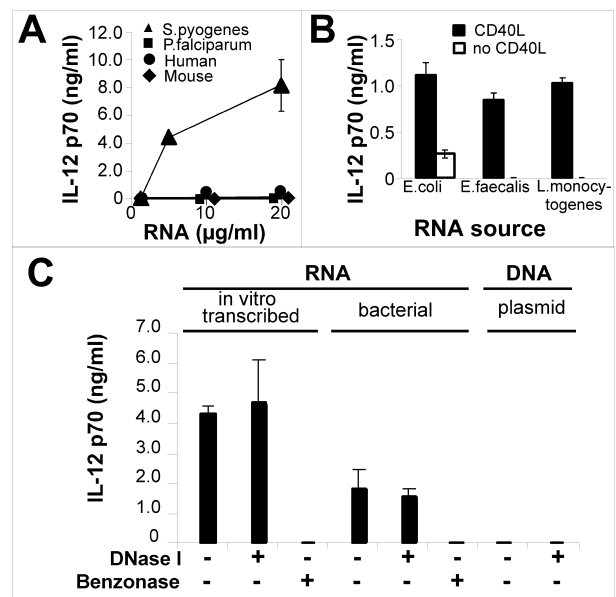 A
S.pyogenes
P.falciparum
Human
Mouse
IL-12 p70 (ng/ml)
12.0
10.0
8.0
6.0
4.0
2.0
0
0 10 20
RNA (µg/ml)
B
CD40L
no CD40L
IL-12 p70 (ng/ml)
1.5
1.0
0.5
0
E.coli E.faecalis L.monocy-
togenes
RNA source
C
RNA DNA
in vitro
transcribed bacterial plasmid
IL-12 p70 (ng/ml)
7.0
6.0
5.0
4.0
3.0
2.0
1.0
0
DNase I - + - - + - - +
Benzonase - - + - - + - -